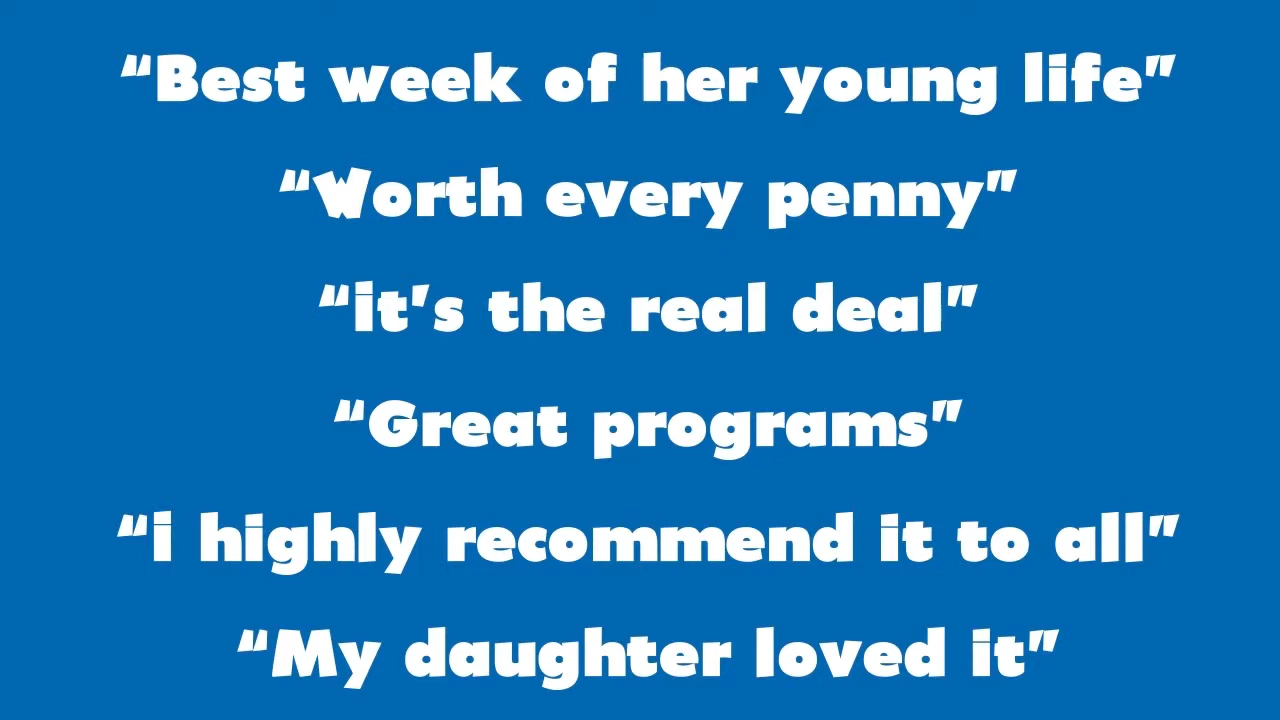 “Best week of her young life”
“Worth every penny”
“it’s the real deal”
“Great programs”
“i highly recommend it to all”
“My daughter loved it”